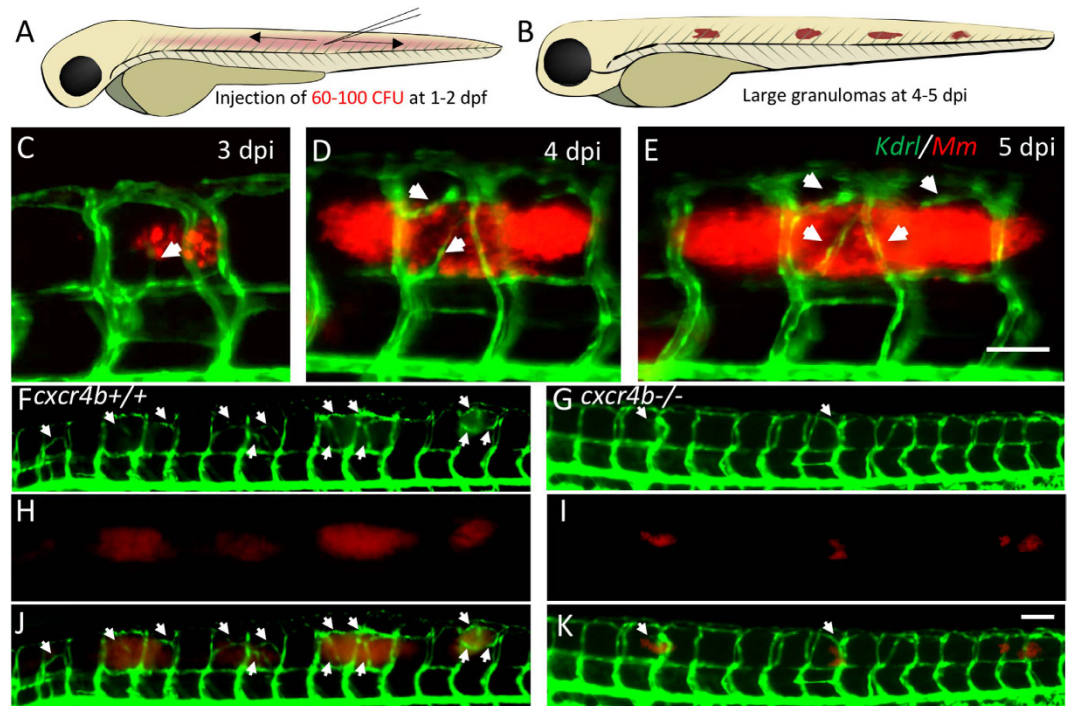 A
Injection of 60-100 CFU at 1-2 dpf
B
Large granulomas at 4-5 dpi
C 3 dpi
D 4 dpi
E Kdrl/Mm 5 dpi
F cxcr4b+/+
G cxcr4b-/-
H
I
J
K